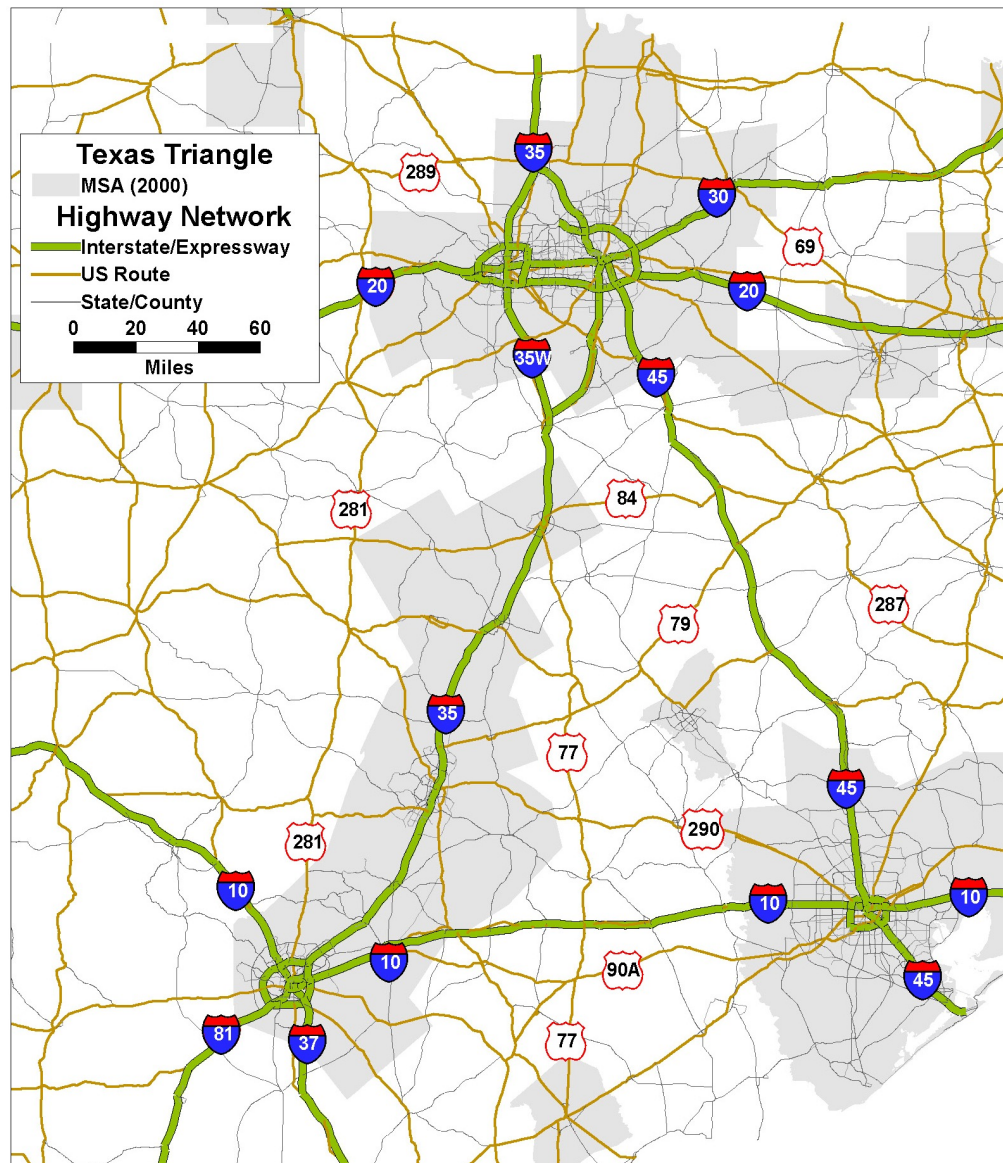 Texas Triangle
MSA (2000)
Highway Network
Interstate/Expressway
US Route
State/County
0 20 40 60
Miles
35
289
30
69
20
20
35W
45
281
84
287
79
35
77
45
290
281
10
10
10
10
90A
45
81
37
77